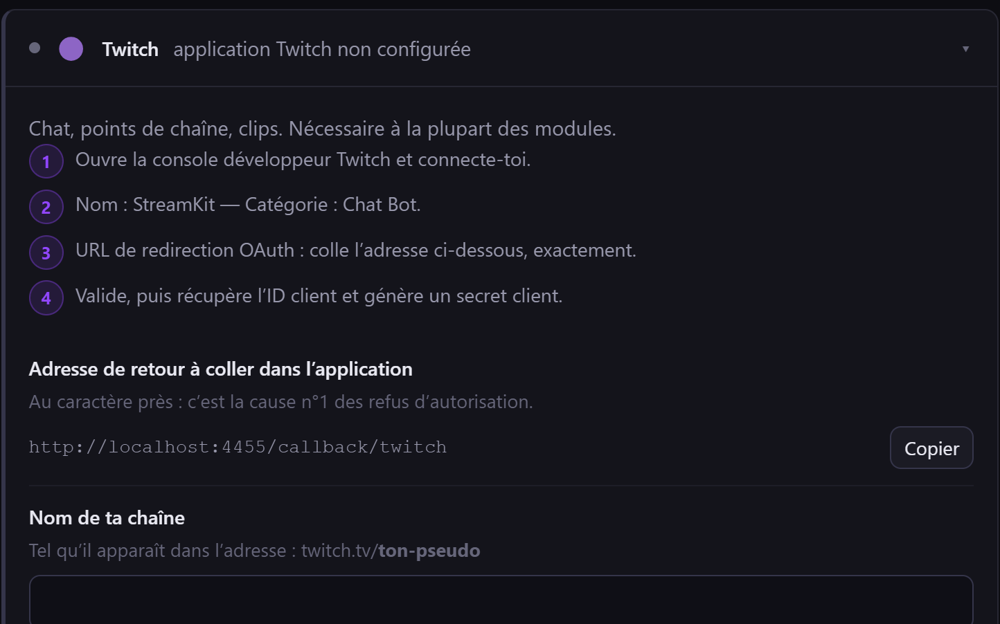 Twitch application Twitch non configurée ▾
Chat, points de chaîne, clips. Nécessaire à la plupart des modules.
1 Ouvre la console développeur Twitch et connecte-toi.
2 Nom : StreamKit — Catégorie : Chat Bot.
3 URL de redirection OAuth : colle l’adresse ci-dessous, exactement.
4 Valide, puis récupère l’ID client et génère un secret client.
Adresse de retour à coller dans l’application
Au caractère près : c’est la cause n°1 des refus d’autorisation.
http://localhost:4455/callback/twitch Copier
Nom de ta chaîne
Tel qu’il apparaît dans l’adresse : twitch.tv/ton-pseudo